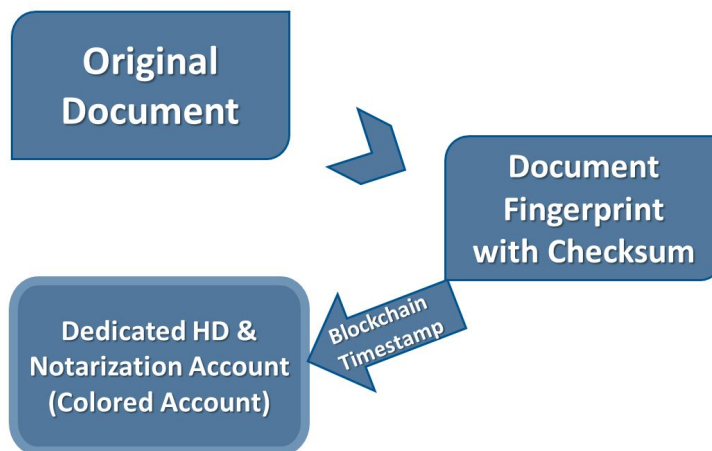 Original
Document
Document
Fingerprint
with Checksum
Blockchain
Timestamp
Dedicated HD &
Notarization Account
(Colored Account)